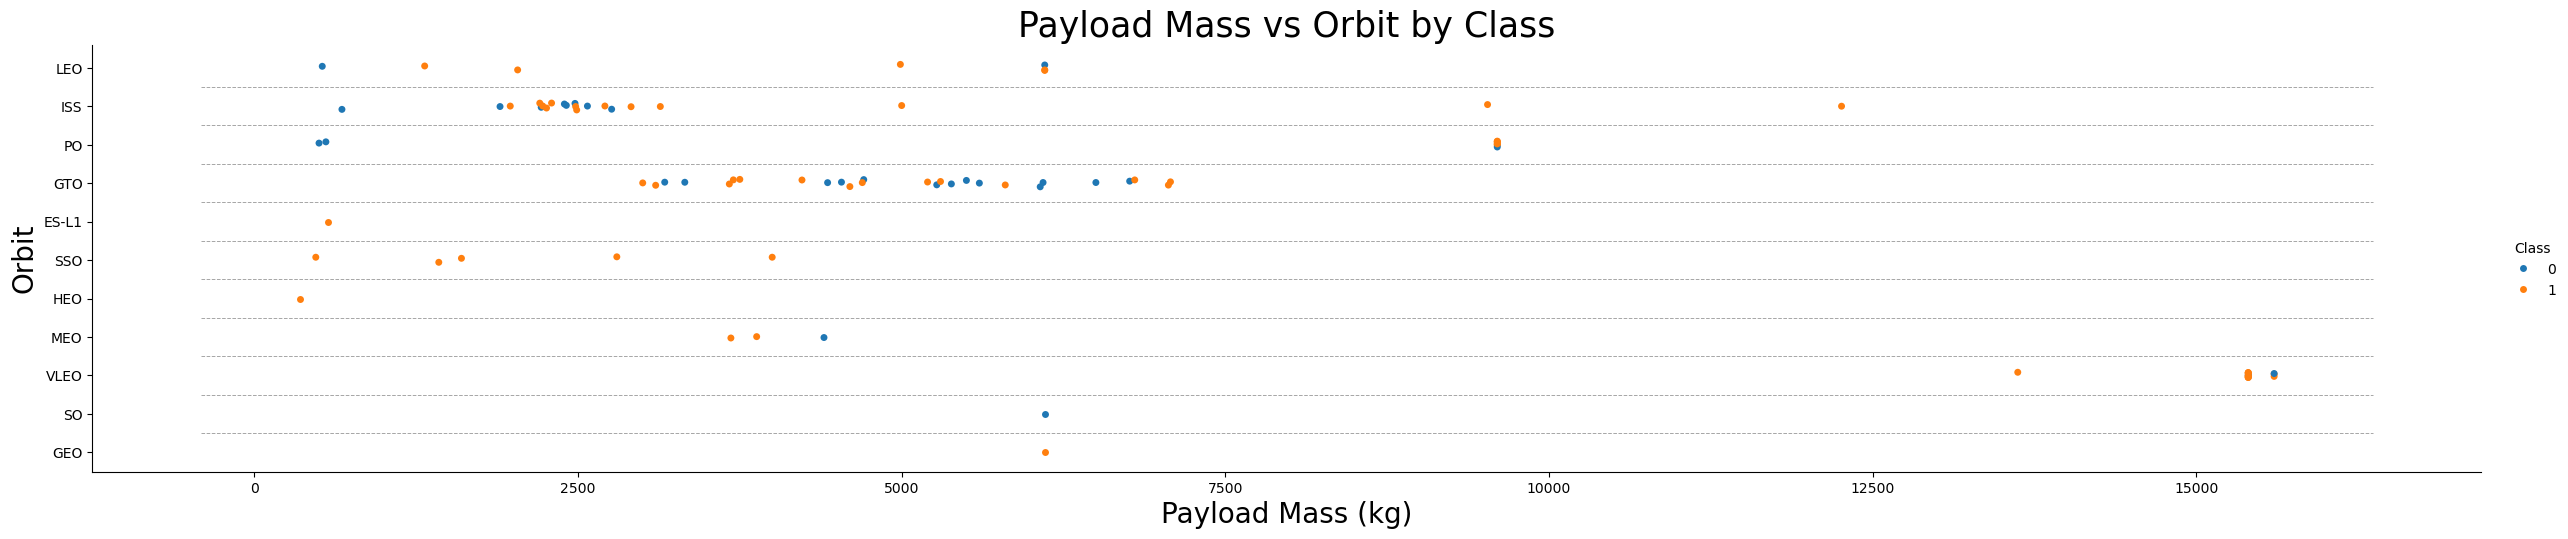 Payload Mass vs Orbit by Class
Orbit
LEO
ISS
PO
GTO
ES-L1
SSO
HEO
MEO
VLEO
SO
GEO
0 2500 5000 7500 10000 12500 15000
Payload Mass (kg)
Class
0
1